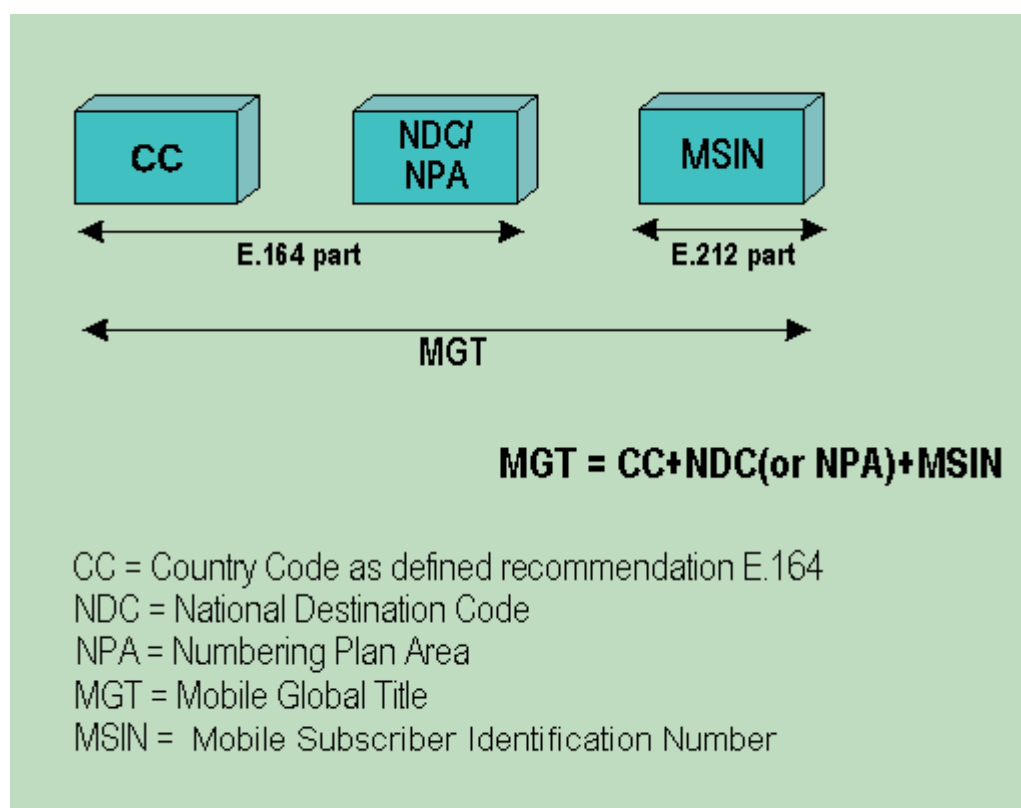 CC
NDC/
NPA
MSIN
E.164 part
E.212 part
MGT
MGT = CC+NDC(or NPA)+MSIN
CC = Country Code as defined recommendation E.164
NDC = National Destination Code
NPA = Numbering Plan Area
MGT = Mobile Global Title
MSIN = Mobile Subscriber Identification Number